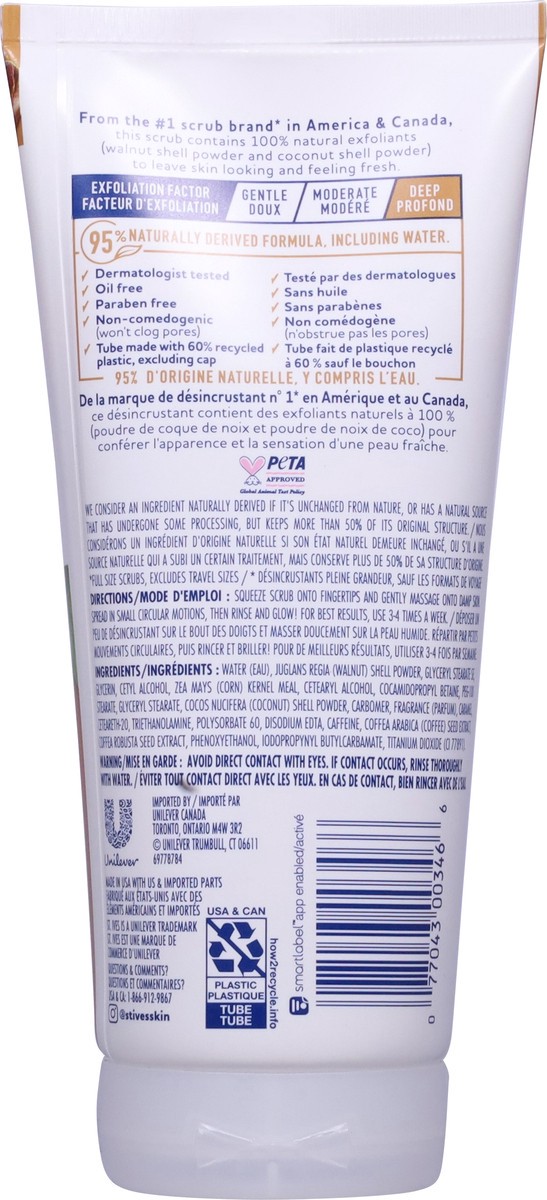 From the #1 scrub brand* in America & Canada,
this scrub contains 100% natural exfoliants
(walnut shell powder and coconut shell powder)
to leave skin looking and feeling fresh.
EXFOLIATION FACTOR
FACTEUR D'EXFOLIATION
GENTLE
DOUX
MODERATE
MODÉRÉ
DEEP
PROFOND
95% NATURALLY DERIVED FORMULA, INCLUDING WATER.
✓ Dermatologist tested
✓ Oil free
✓ Paraben free
✓ Non-comedogenic
(won't clog pores)
✓ Tube made with 60% recycled
plastic, excluding cap
✓ Testé par des dermatologues
✓ Sans huile
✓ Sans parabènes
✓ Non comédogène
(n'obstrue pas les pores)
✓ Tube fait de plastique recyclé
à 60 % sauf le bouchon
95% D'ORIGINE NATURELLE, Y COMPRIS L'EAU.
De la marque de désincrustant n° 1* en Amérique et au Canada,
ce désincrustant contient des exfoliants naturels à 100 %
(poudre de coque de noix et poudre de noix de coco) pour
conférer l'apparence et la sensation d'une peau fraîche.
PETA
APPROVED
Global Animal Test Policy
WE CONSIDER AN INGREDIENT NATURALLY DERIVED IF IT'S UNCHANGED FROM NATURE, OR HAS A NATURAL SOURCE
THAT HAS UNDERGONE SOME PROCESSING, BUT KEEPS MORE THAN 50% OF ITS ORIGINAL STRUCTURE. / NOUS
CONSIDÉRONS UN INGRÉDIENT D'ORIGINE NATURELLE SI SON ÉTAT NATUREL DEMEURE INCHANGÉ, OU S'IL A UNE
SOURCE NATURELLE QUI A SUBI UN CERTAIN TRAITEMENT, MAIS CONSERVE PLUS DE 50% DE SA STRUCTURE D'ORIGINE.
*FULL SIZE SCRUBS, EXCLUDES TRAVEL SIZES / * DÉSINCRUSTANTS PLEINE GRANDEUR, SAUF LES FORMATS DE VOYAGE
DIRECTIONS/MODE D'EMPLOI : SQUEEZE SCRUB ONTO FINGERTIPS AND GENTLY MASSAGE ONTO DAMP SKIN
SPREAD IN SMALL CIRCULAR MOTIONS, THEN RINSE AND GLOW! FOR BEST RESULTS, USE 3-4 TIMES A WEEK. / DÉPOSER UN
PEU DE DÉSINCRUSTANT SUR LE BOUT DES DOIGTS ET MASSER DOUCEMENT SUR LA PEAU HUMIDE. RÉPARTIR PAR PETITS
MOUVEMENTS CIRCULAIRES, PUIS RINCER ET BRILLER! POUR DE MEILLEURS RÉSULTATS, UTILISER 3-4 FOIS PAR SEMAINE.
INGREDIENTS/INGRÉDIENTS : WATER (EAU), JUGLANS REGIA (WALNUT) SHELL POWDER, GLYCERYL STEARATE SE,
GLYCERIN, CETYL ALCOHOL, ZEA MAYS (CORN) KERNEL MEAL, CETEARYL ALCOHOL, COCAMIDOPROPYL BETAINE, PEG-100
STEARATE, GLYCERYL STEARATE, COCOS NUCIFERA (COCONUT) SHELL POWDER, CARBOMER, FRAGRANCE (PARFUM), CARAMEL,
CETEARETH-20, TRIETHANOLAMINE, POLYSORBATE 60, DISODIUM EDTA, CAFFEINE, COFFEA ARABICA (COFFEE) SEED EXTRACT,
COFFEA ROBUSTA SEED EXTRACT, PHENOXYETHANOL, IODOPROPYNYL BUTYLCARBAMATE, TITANIUM DIOXIDE (CI 77891).
WARNING/MISE EN GARDE : AVOID DIRECT CONTACT WITH EYES. IF CONTACT OCCURS, RINSE THOROUGHLY
WITH WATER. / ÉVITER TOUT CONTACT DIRECT AVEC LES YEUX. EN CAS DE CONTACT, BIEN RINCER AVEC DE L'EAU.
Unilever
IMPORTED BY / IMPORTÉ PAR
UNILEVER CANADA
TORONTO, ONTARIO M4W 3R2
© UNILEVER TRUMBULL, CT 06611
69778784
MADE IN USA WITH US & IMPORTED PARTS
FABRIQUÉ AUX ÉTATS-UNIS AVEC DES
ÉLÉMENTS AMÉRICAINS ET IMPORTÉS
ST. IVES IS A UNILEVER TRADEMARK
ST. IVES EST UNE MARQUE DE
COMMERCE D'UNILEVER
QUESTIONS & COMMENTS?
QUESTIONS ET COMMENTAIRES?
USA & CA: 1-866-912-9867
@stivesskin
USA & CAN
PLASTIC
PLASTIQUE
TUBE
TUBE
how2recycle.info
smartlabel™ app enabled/activé
0 77043 00346 6